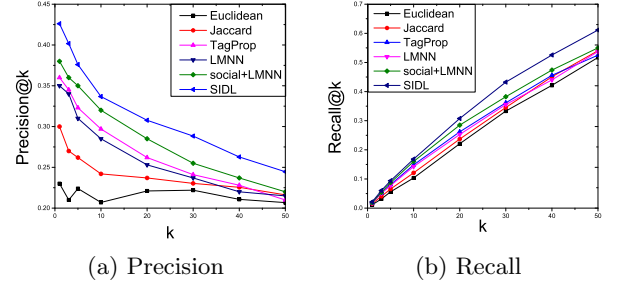 Precision@k
0.45
0.40
0.35
0.30
0.25
0.20
0 10 20 30 40 50
k
Euclidean
Jaccard
TagProp
LMNN
social+LMNN
SIDL
(a) Precision
Recall@k
0.7
0.6
0.5
0.4
0.3
0.2
0.1
0.0
0 10 20 30 40 50
k
Euclidean
Jaccard
TagProp
LMNN
social+LMNN
SIDL
(b) Recall